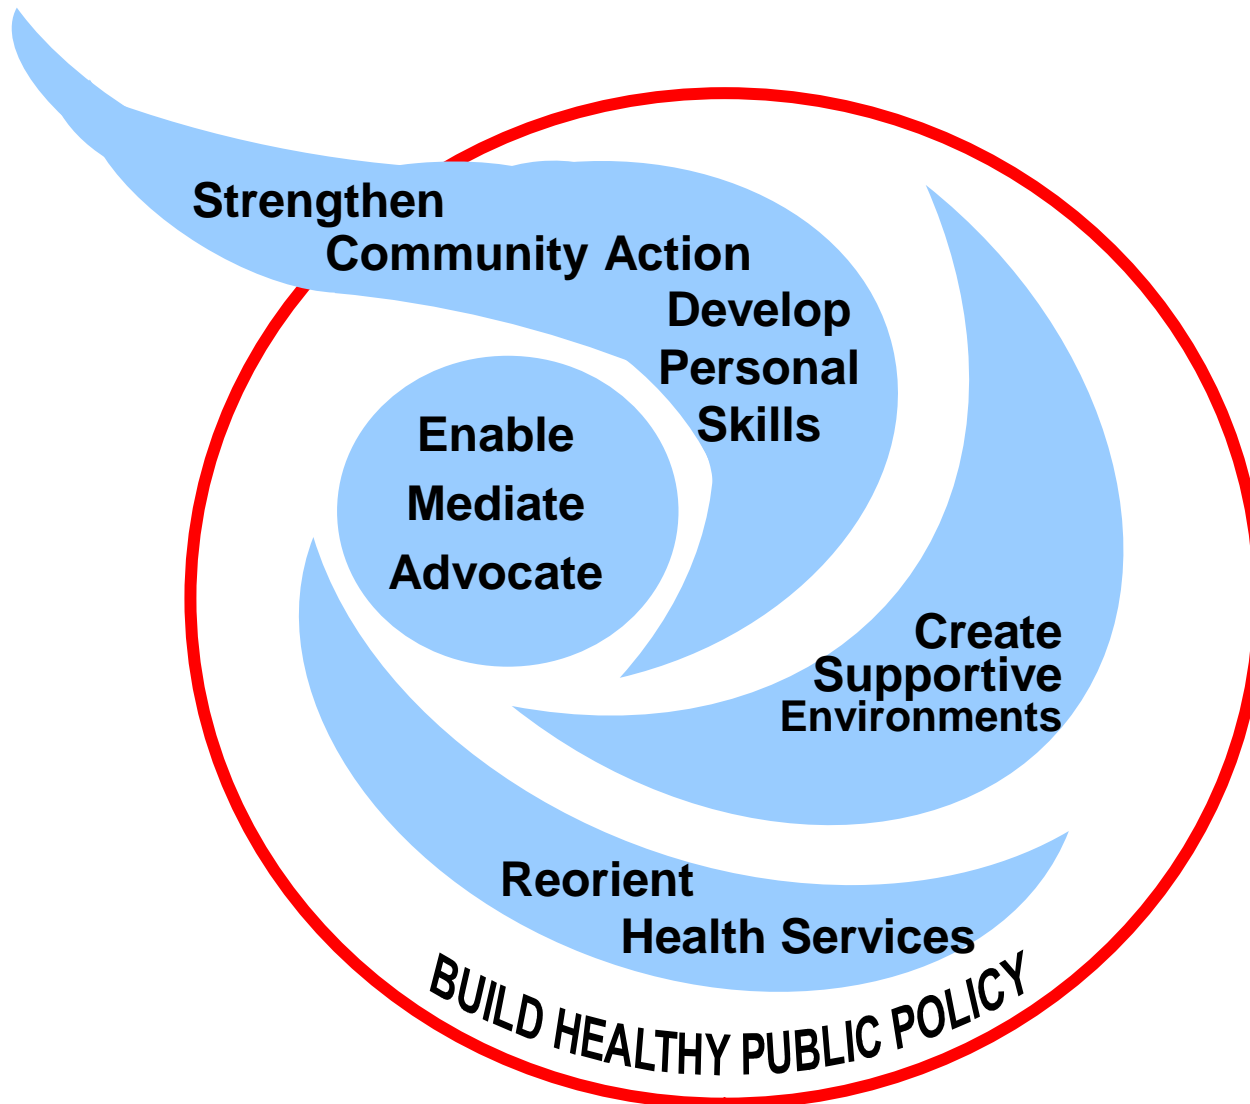 Strengthen
Community Action
Develop
Personal
Skills
Enable
Mediate
Advocate
Create
Supportive
Environments
Reorient
Health Services
BUILD HEALTHY PUBLIC POLICY